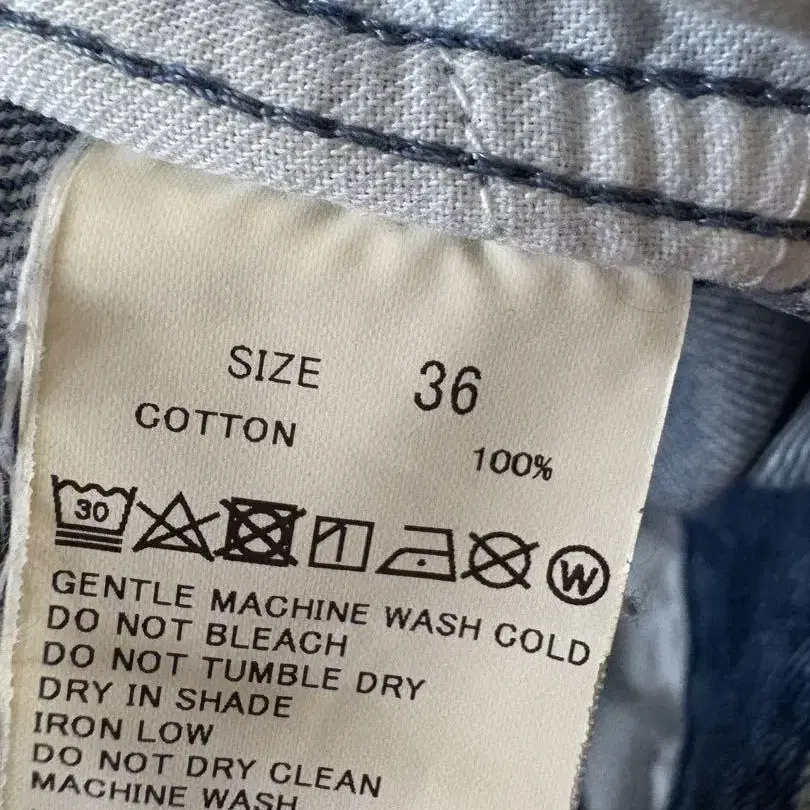 SIZE 36
COTTON
100%
30
W
GENTLE MACHINE WASH COLD
DO NOT BLEACH
DO NOT TUMBLE DRY
DRY IN SHADE
IRON LOW
DO NOT DRY CLEAN
MACHINE WASH